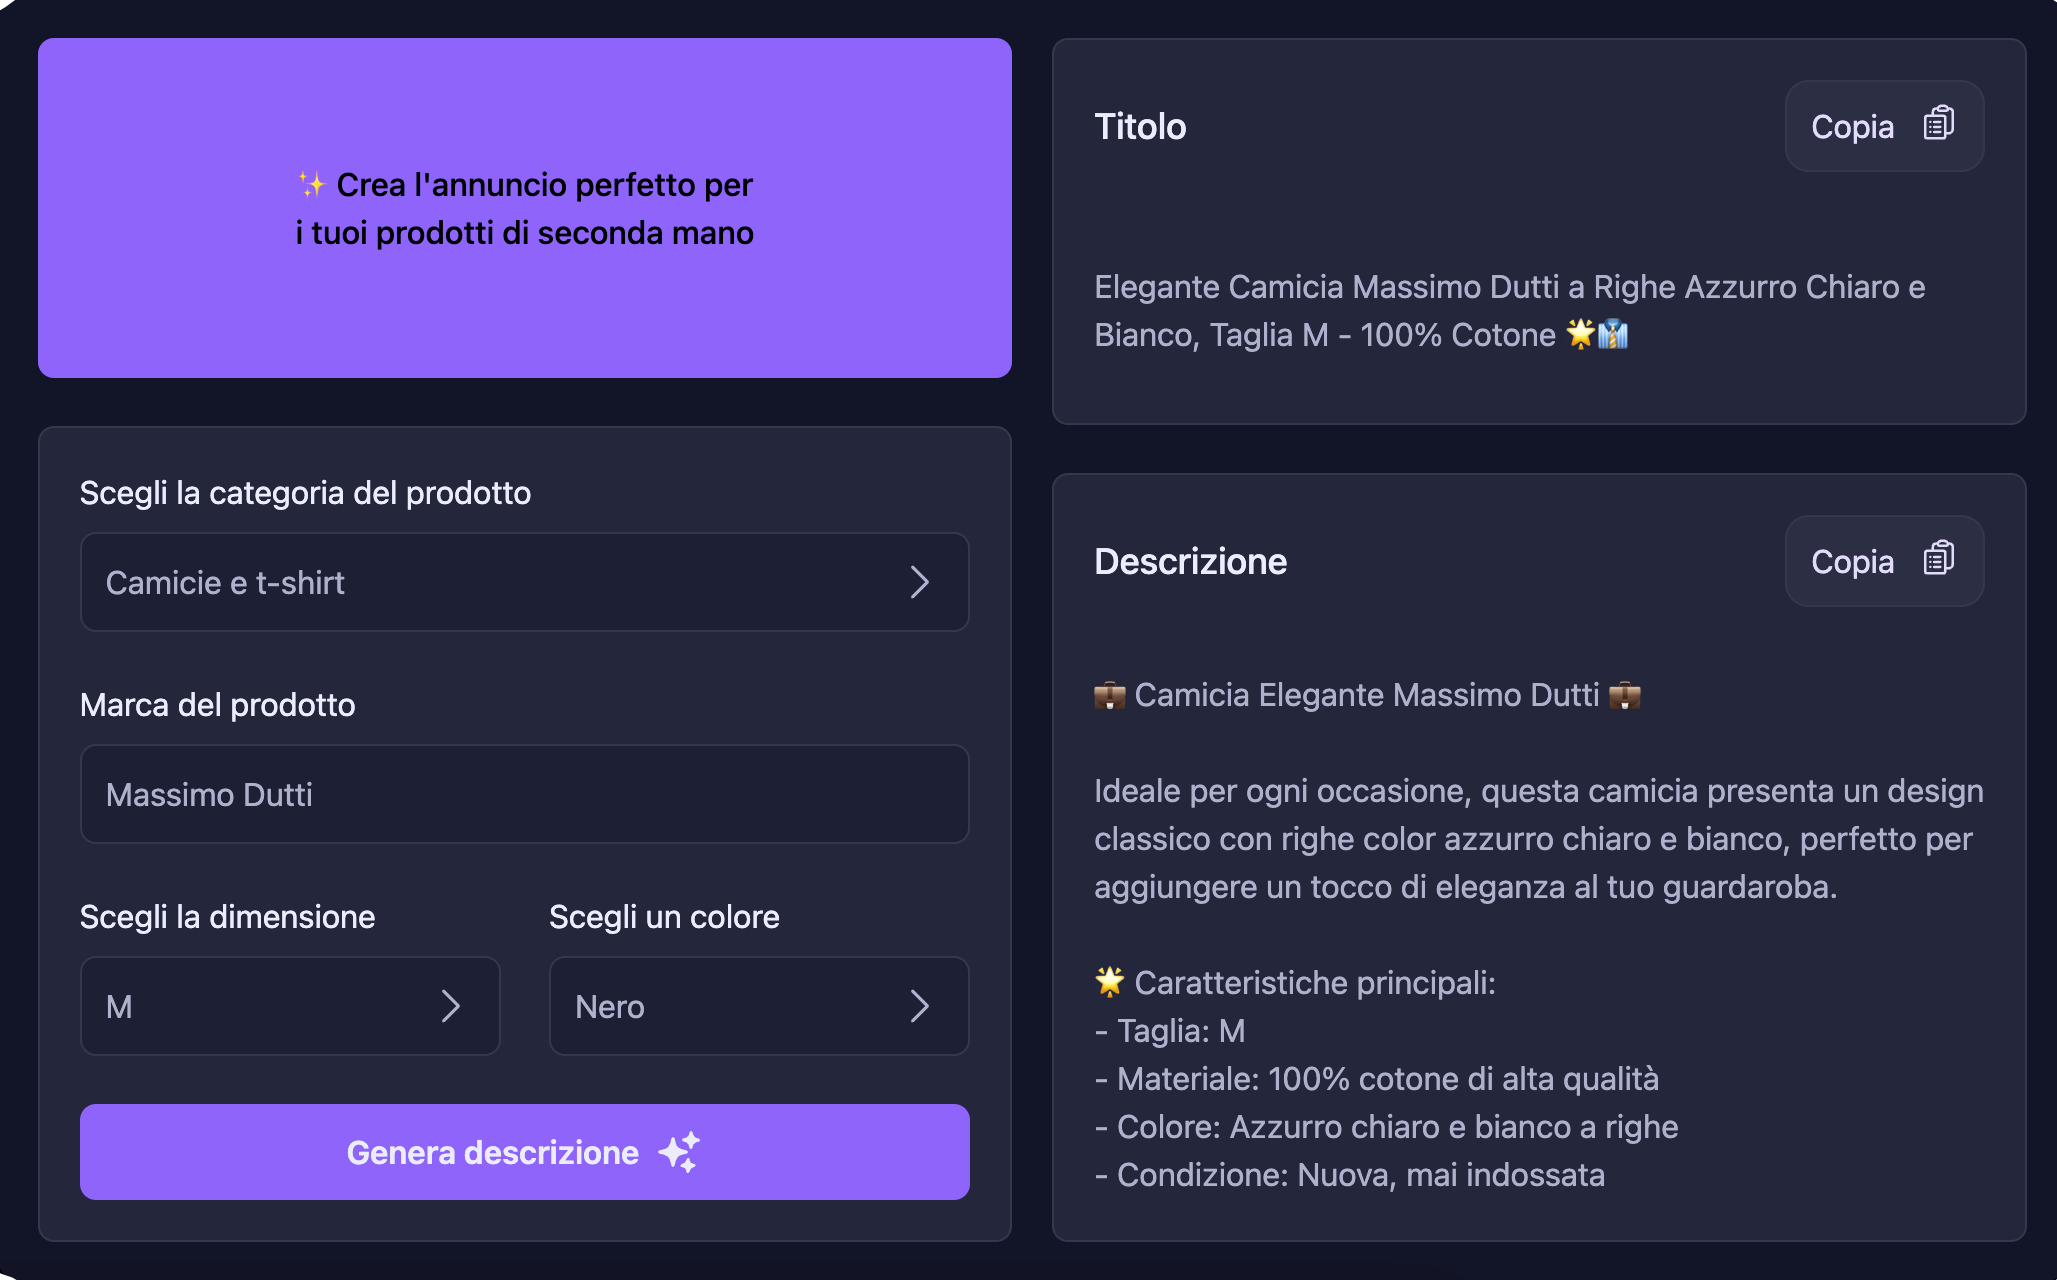 ✨ Crea l'annuncio perfetto per
i tuoi prodotti di seconda mano
Scegli la categoria del prodotto
Camicie e t-shirt
Marca del prodotto
Massimo Dutti
Scegli la dimensione
M
Scegli un colore
Nero
Genera descrizione
Titolo
Copia
Elegante Camicia Massimo Dutti a Righe Azzurro Chiaro e
Bianco, Taglia M - 100% Cotone 🌟👔
Descrizione
Copia
💼 Camicia Elegante Massimo Dutti 💼
Ideale per ogni occasione, questa camicia presenta un design
classico con righe color azzurro chiaro e bianco, perfetto per
aggiungere un tocco di eleganza al tuo guardaroba.
🌟 Caratteristiche principali:
- Taglia: M
- Materiale: 100% cotone di alta qualità
- Colore: Azzurro chiaro e bianco a righe
- Condizione: Nuova, mai indossata